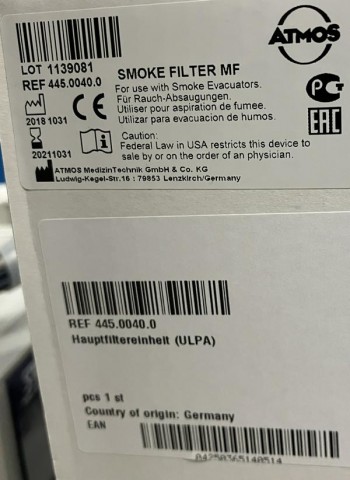 ATMOS
LOT 1139081
REF 445.0040.0
SMOKE FILTER MF
For use with Smoke Evacuators.
Für Rauch-Absaugungen.
Utiliser pour aspiration de fumee.
Utilizar para evacuacion de humos.
2018 1031
CE
EAC
Caution:
Federal Law in USA restricts this device to
sale by or on the order of an physician.
20211031
ATMOS MedizinTechnik GmbH & Co. KG
Ludwig-Kegel-Str.16 : 79853 Lenzkirch/Germany
REF 445.0040.0
Hauptfiltereinheit (ULPA)
pcs 1 st
Country of origin: Germany
EAN